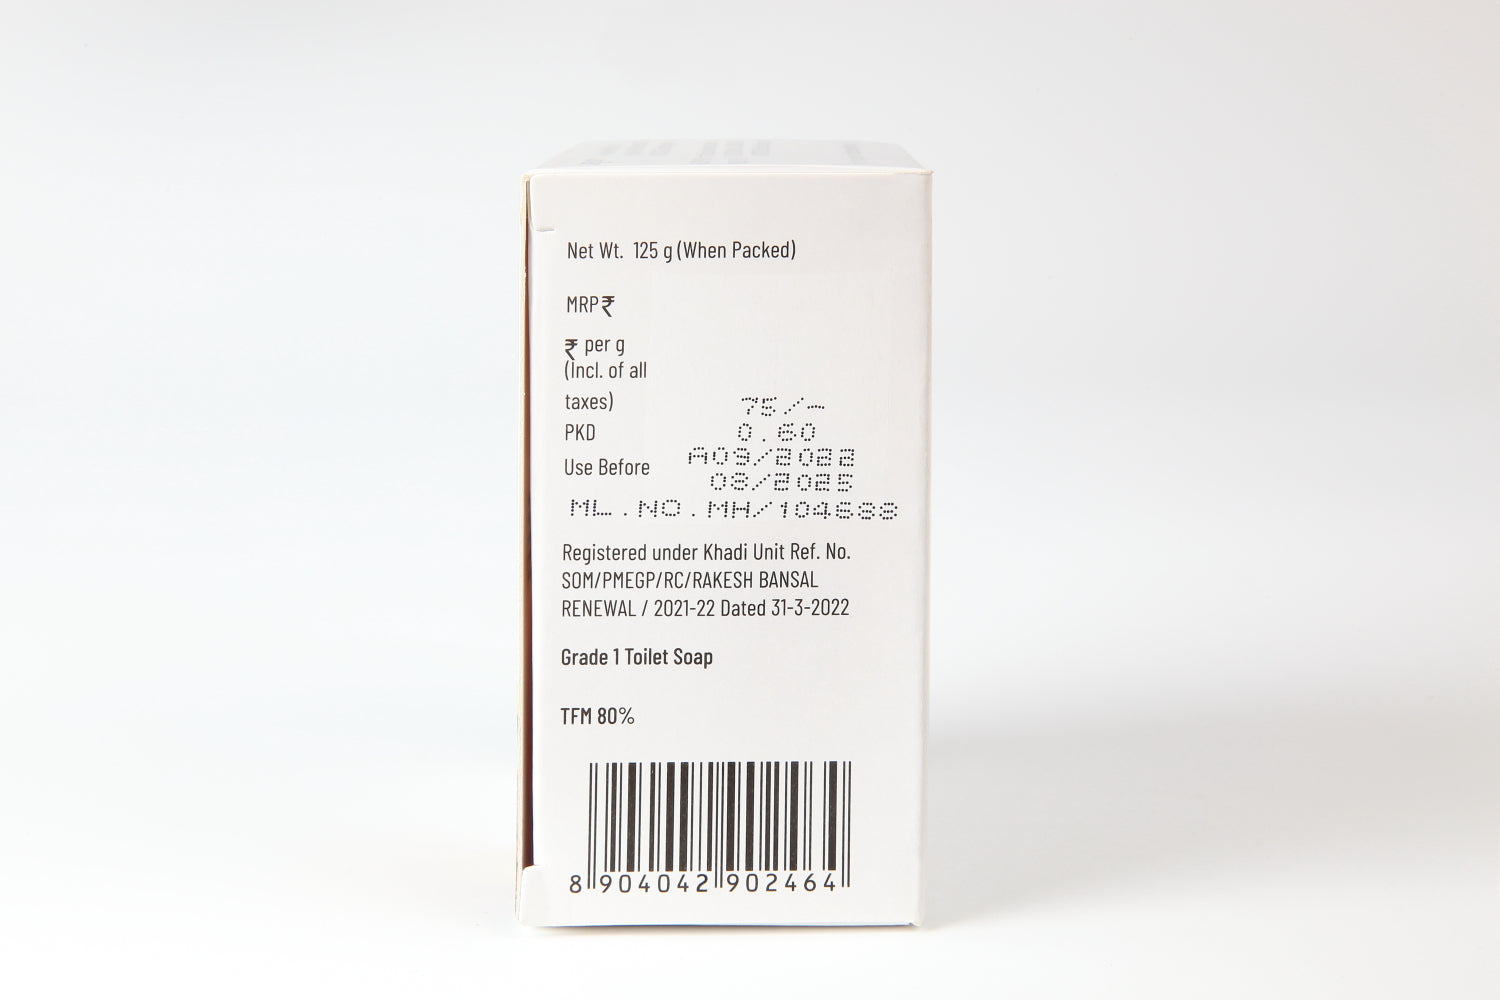 Net Wt. 125 g (When Packed)
MRP ₹
₹ per g
(Incl. of all
taxes)
75/-
PKD
0.60
A09/2022
Use Before
08/2025
ML.NO.MH/104688
Registered under Khadi Unit Ref. No.
SOM/PMEGP/RC/RAKESH BANSAL
RENEWAL / 2021-22 Dated 31-3-2022
Grade 1 Toilet Soap
TFM 80%
8 904042 902464